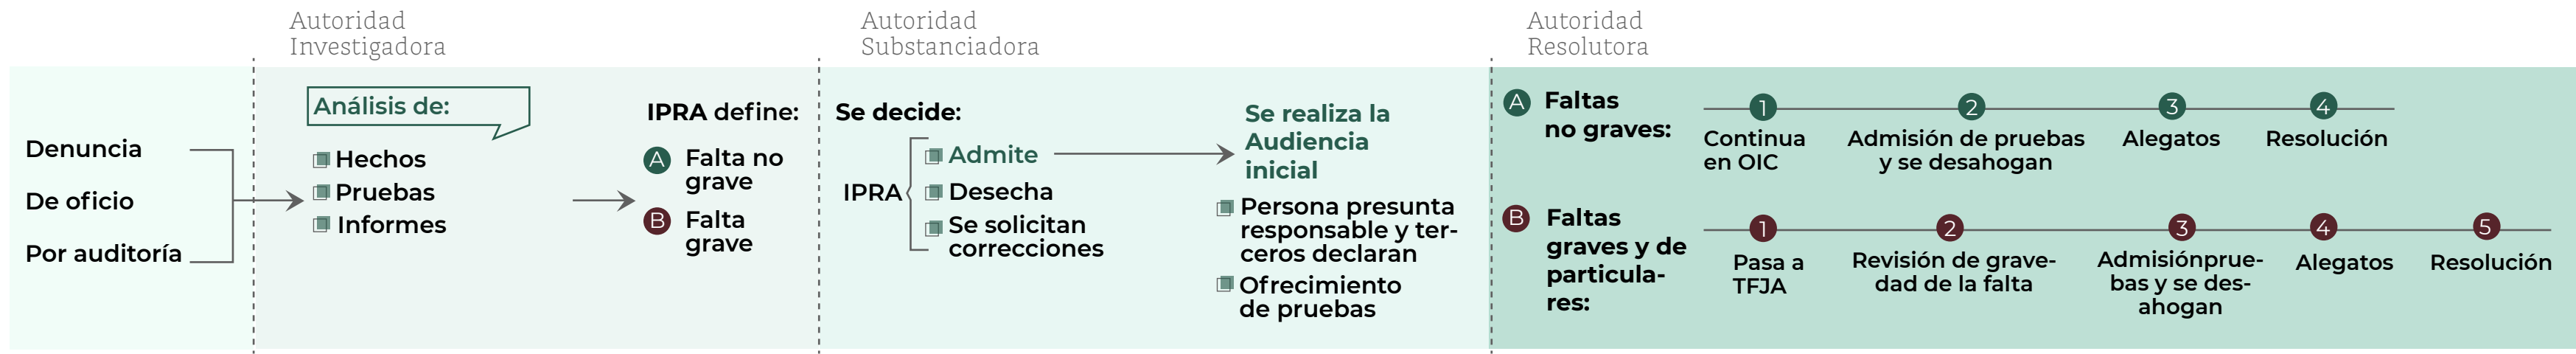 Autoridad
Investigadora
Autoridad
Substanciadora
Autoridad
Resolutora
Denuncia
De oficio
Por auditoría
Análisis de:
Hechos
Pruebas
Informes
IPRA define:
A Falta no
grave
B Falta
grave
Se decide:
IPRA
Admite
Desecha
Se solicitan
correcciones
Se realiza la
Audiencia
inicial
Persona presunta
responsable y ter-
ceros declaran
Ofrecimiento
de pruebas
A Faltas
no graves:
1
Continua
en OIC
2
Admisión de pruebas
y se desahogan
3
Alegatos
4
Resolución
B Faltas
graves y de
particula-
res:
1
Pasa a
TFJA
2
Revisión de grave-
dad de la falta
3
Admisiónprue-
bas y se des-
ahogan
4
Alegatos
5
Resolución